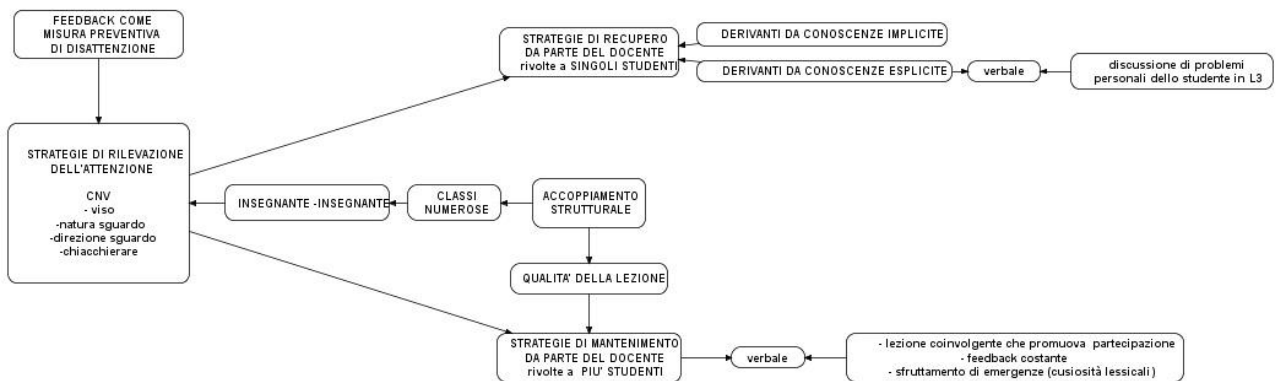 FEEDBACK COME
MISURA PREVENTIVA
DI DISATTENZIONE
STRATEGIE DI RECUPERO
DA PARTE DEL DOCENTE
rivolte a SINGOLI STUDENTI
DERIVANTI DA CONOSCENZE IMPLICITE
DERIVANTI DA CONOSCENZE ESPLICITE
verbale
discussione di problemi
personali dello studente in L3
STRATEGIE DI RILEVAZIONE
DELL'ATTENZIONE
CNV
- viso
-natura sguardo
-direzione sguardo
-chiacchierare
INSEGNANTE -INSEGNANTE
CLASSI
NUMEROSE
ACCOPPIAMENTO
STRUTTURALE
QUALITA' DELLA LEZIONE
STRATEGIE DI MANTENIMENTO
DA PARTE DEL DOCENTE
rivolte a PIU' STUDENTI
verbale
- lezione coinvolgente che promuova partecipazione
- feedback costante
- sfruttamento di emergenze (cusiosità lessicali)